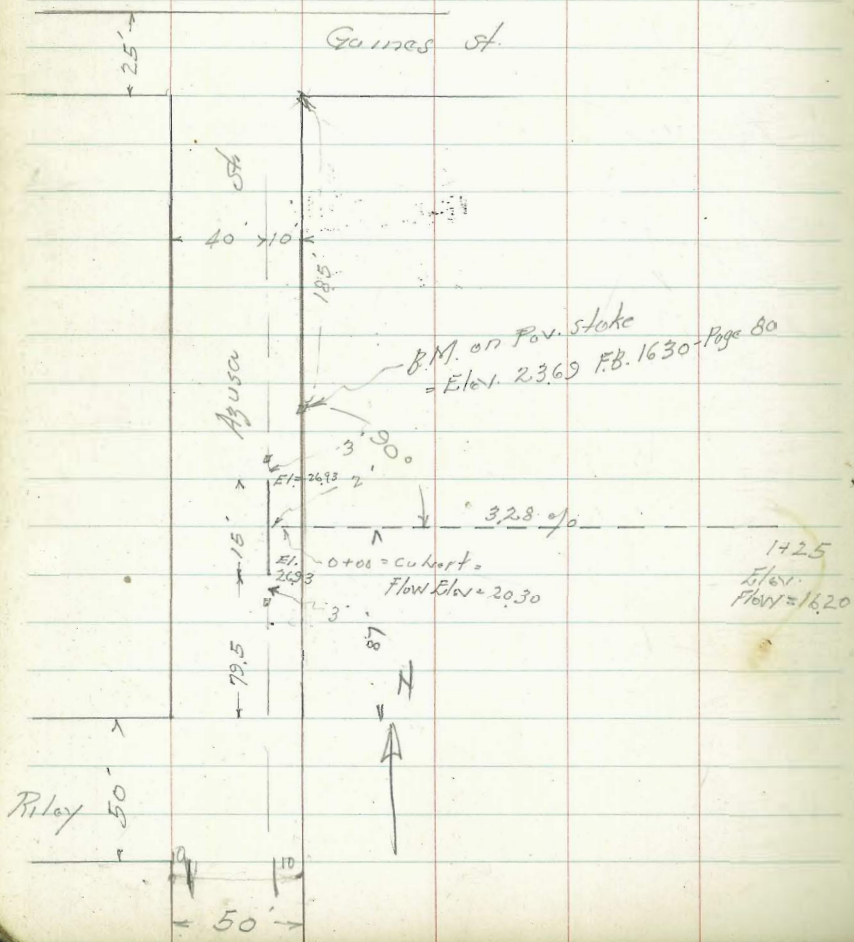 Gaines St.
25'
St
40' 10'
185'
B.M. on Pav. stake
= Elev. 23.69 F.B. 1630-Page 80
Azusa
3' 90°
El = 26.93 2'
3.28 %
15'
El.
26.93
0+00 = culvert =
Flow Elev = 20.30
1+25
Elev.
Flow = 16.20
3'
87'
79.5
N
50'
Riley
10
50'